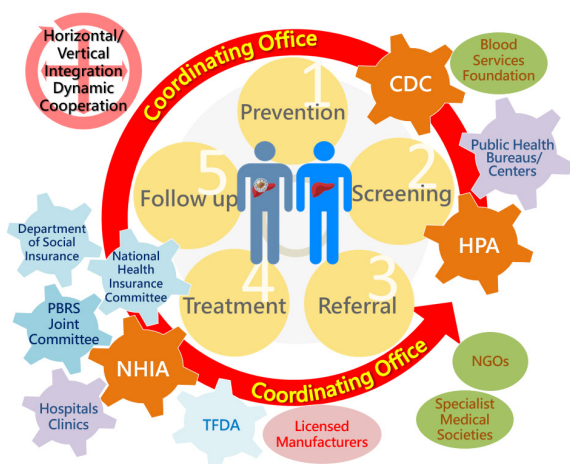 Horizontal/
Vertical
Integration
Dynamic
Cooperation
Coordinating Office
CDC
Blood
Services
Foundation
Public Health
Bureaus/
Centers
HPA
1
Prevention
2
Screening
3
Referral
4
Treatment
5
Follow up
Department
of Social
Insurance
National
Health
Insurance
Committee
PBRS
Joint
Committee
NHIA
Hospitals
Clinics
TFDA
Licensed
Manufacturers
Coordinating Office
NGOs
Specialist
Medical
Societies